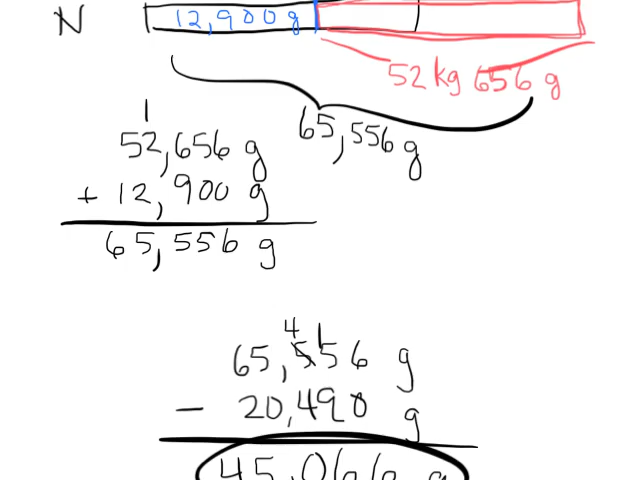 N 12,900 g
52 kg 656 g
65,556 g
1
52,656 g
+ 12,900 g
65,556 g
4 1
65,556 g
- 20,490 g
45,066 g